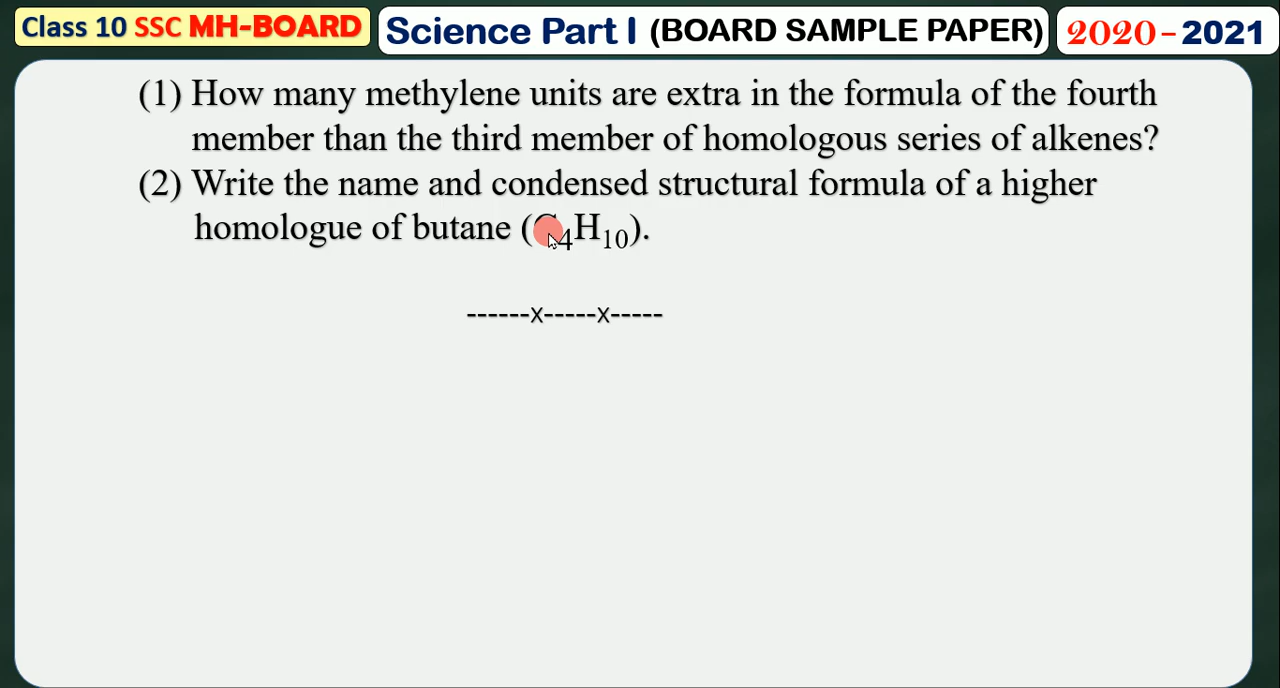 Class 10 SSC MH-BOARD Science Part I (BOARD SAMPLE PAPER) 2020-2021
(1) How many methylene units are extra in the formula of the fourth
member than the third member of homologous series of alkenes?
(2) Write the name and condensed structural formula of a higher
homologue of butane (C₄H₁₀).
------x-----x-----